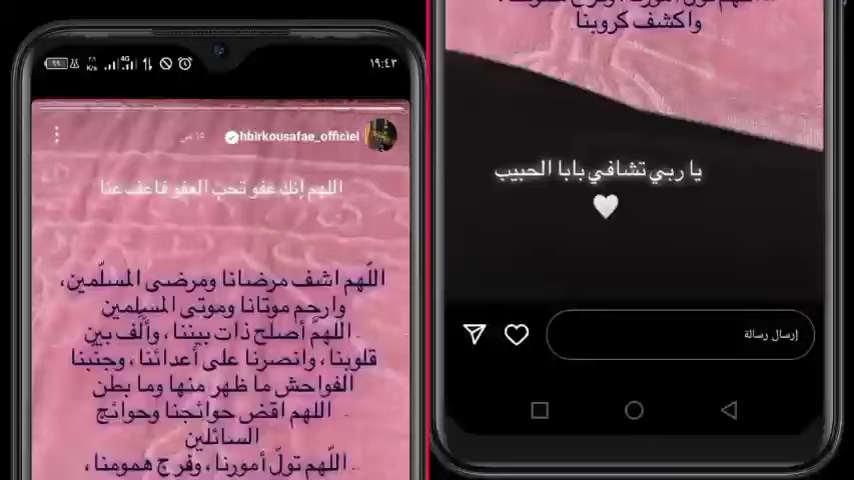 ١٩:٤٣
hbirkousafae_officiel
١٥ س
اللهم إنك عفو تحب العفو فاعف عنا
اللّهم اشف مرضانا ومرضى المسلّمين،
وارحم موتانا وموتى المسلمين
اللهمّ أصلح ذات بيننا، وألّف بين
قلوبنا، وانصرنا على أعدائنا، وجنّبنا
الفواحش ما ظهر منها وما بطن
اللهم اقض حوائجنا وحوائج
السائلين
اللّهم تولّ أمورنا، وفرج همومنا،
واكشف كروبنا
يا ربي تشافي بابا الحبيب
إرسال رسالة